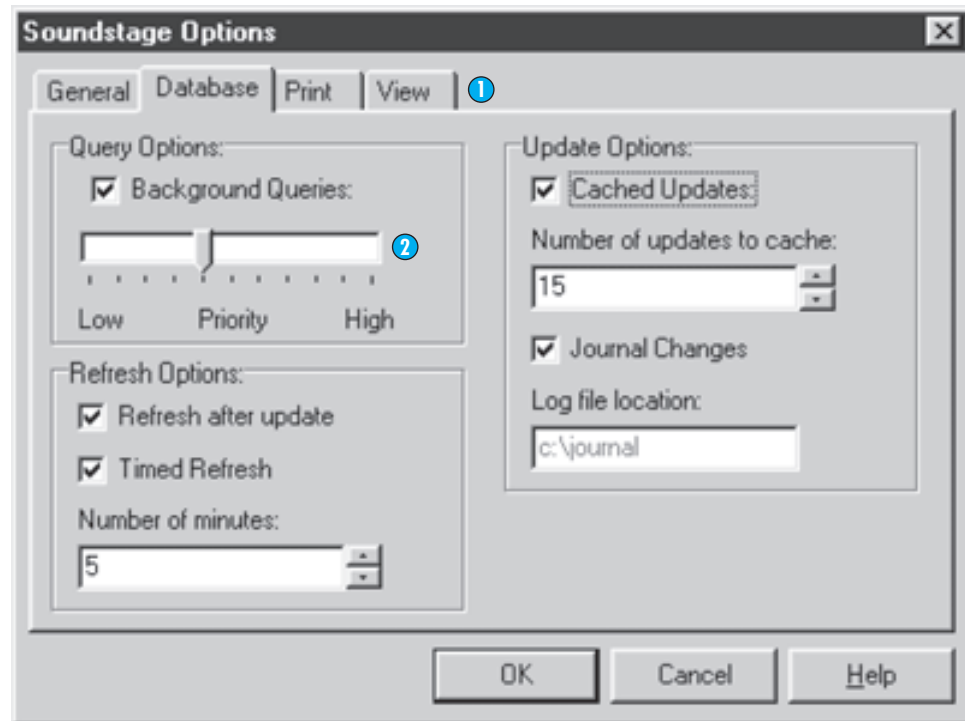 Soundstage Options
General Database Print View 1
Query Options:
Background Queries:
2
Low Priority High
Refresh Options:
Refresh after update
Timed Refresh
Number of minutes:
5
Update Options:
Cached Updates:
Number of updates to cache:
15
Journal Changes
Log file location:
c:\journal
OK Cancel Help